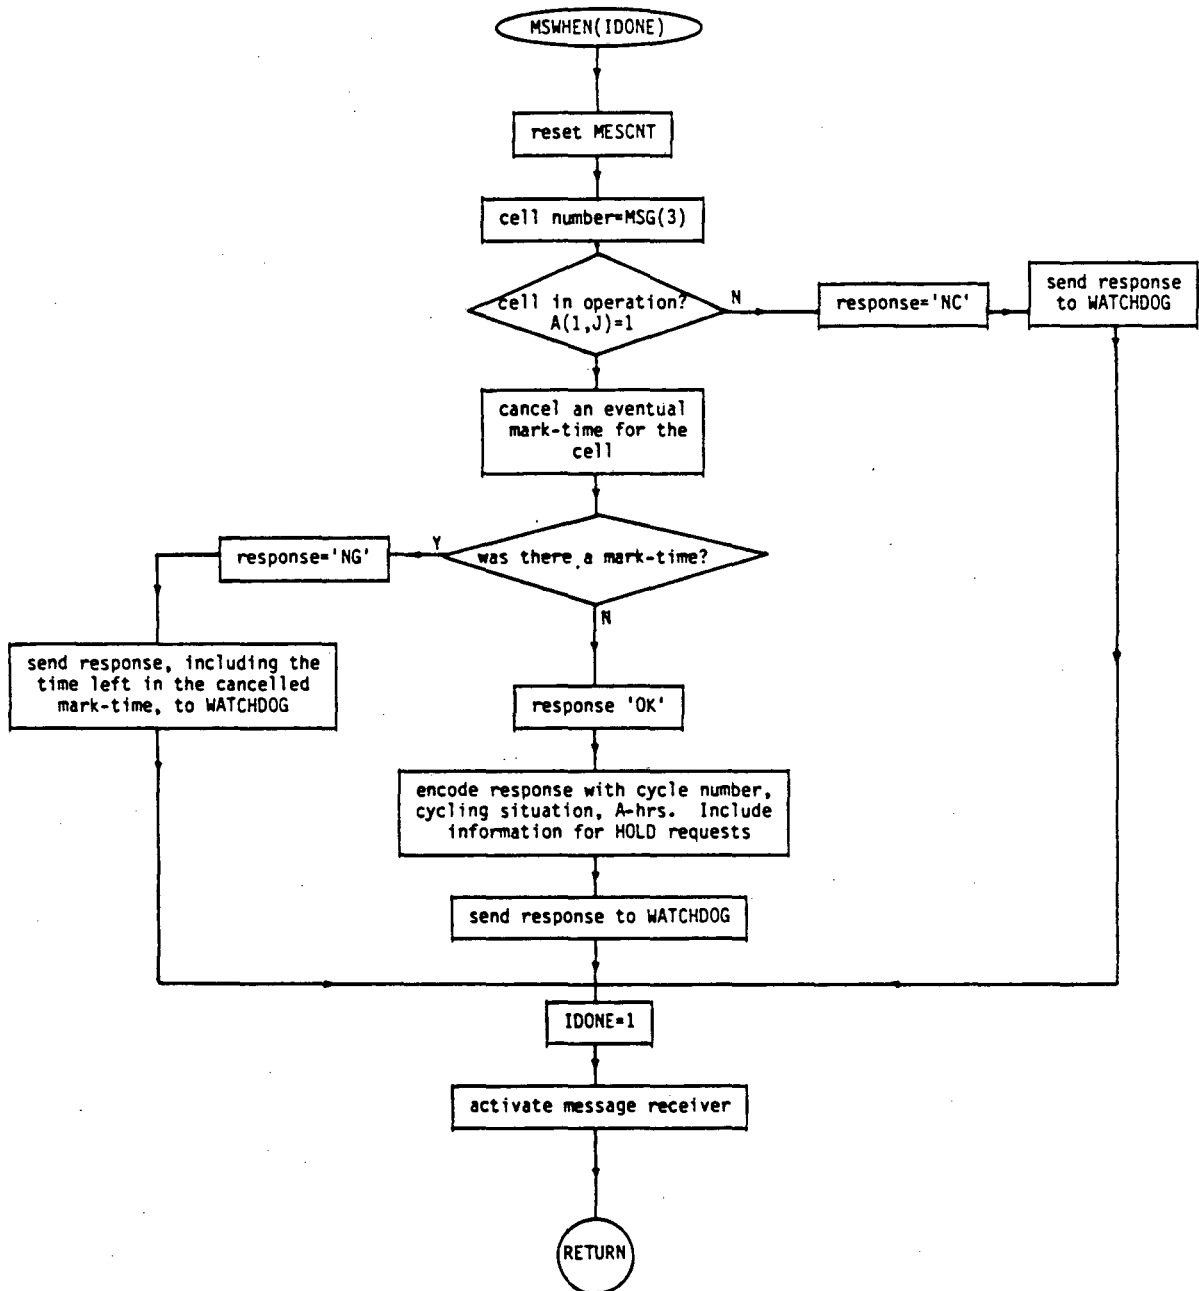 MSWHEN(IDONE)
reset MESCNT
cell number=MSG(3)
cell in operation?
A(1,J)=1
N
response='NC'
send response
to WATCHDOG
cancel an eventual
mark-time for the
cell
was there a mark-time?
Y
response='NG'
N
send response, including the
time left in the cancelled
mark-time, to WATCHDOG
response 'OK'
encode response with cycle number,
cycling situation, A-hrs. Include
information for HOLD requests
send response to WATCHDOG
IDONE=1
activate message receiver
RETURN